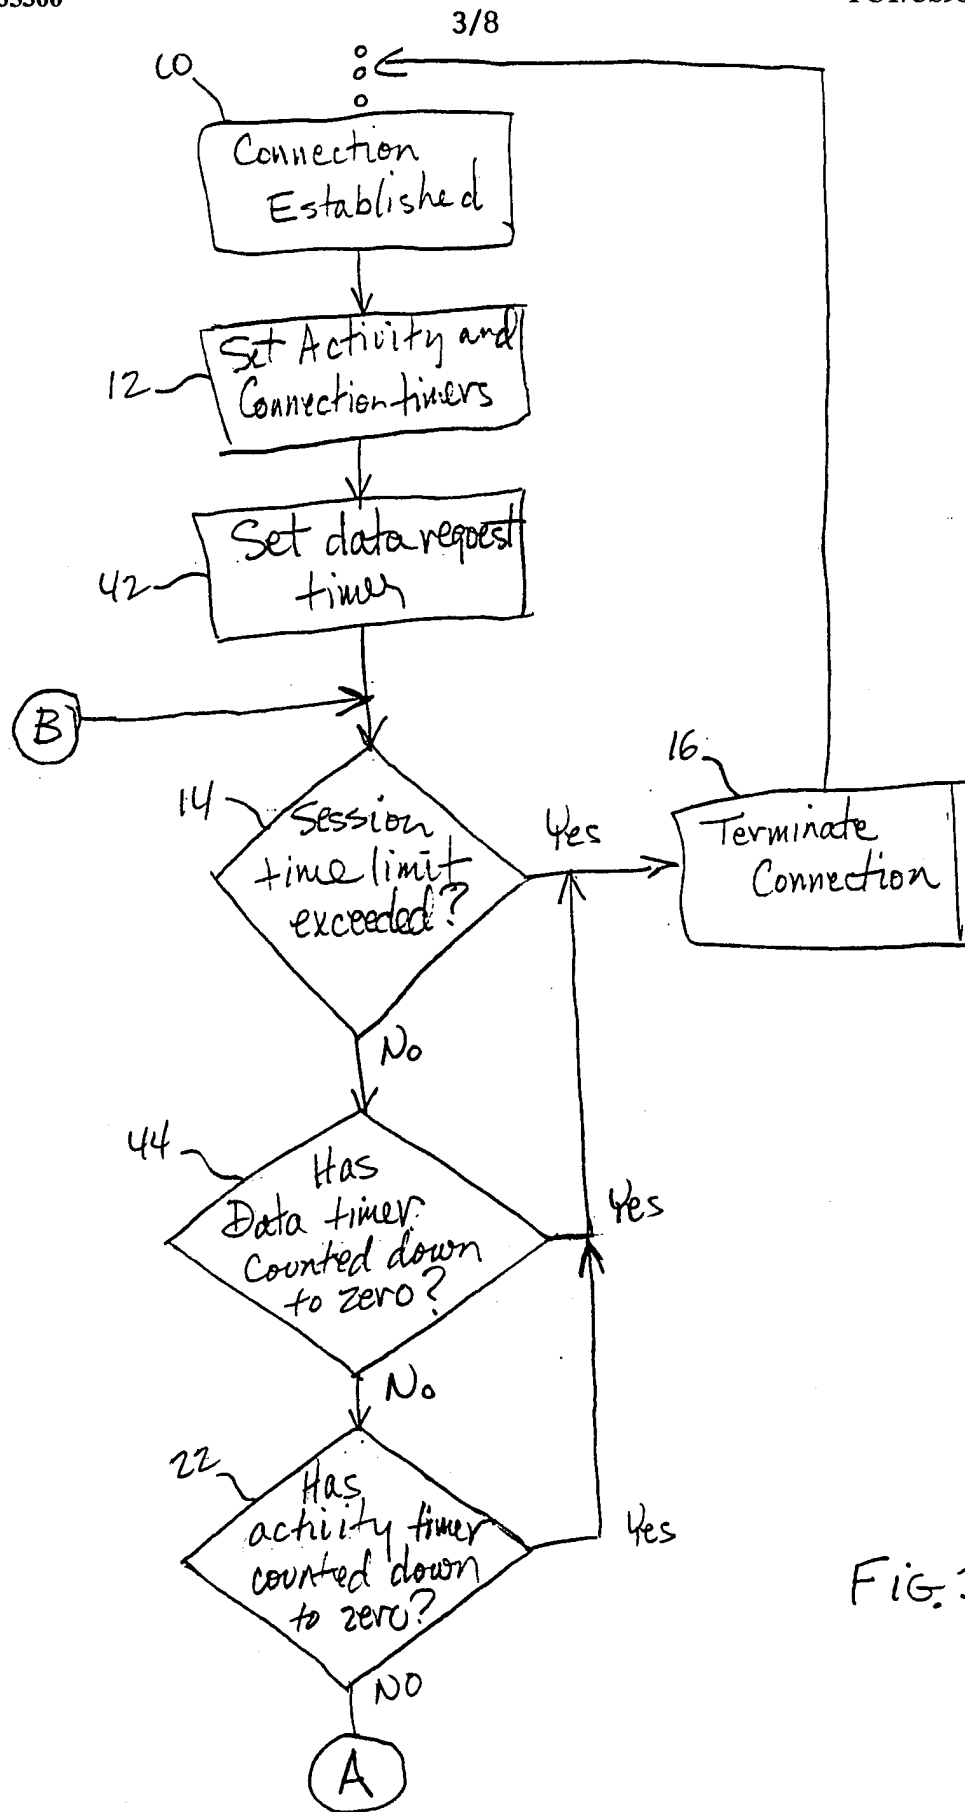 3/8
10
Connection
Established
12
Set Activity and
Connection timers
42
Set data request
timer
B
14
Session
time limit
exceeded?
Yes
16
Terminate
Connection
No
44
Has
Data timer
counted down
to zero?
Yes
No
22
Has
actiity timer
counted down
to zero?
Yes
FiG.
NO
A